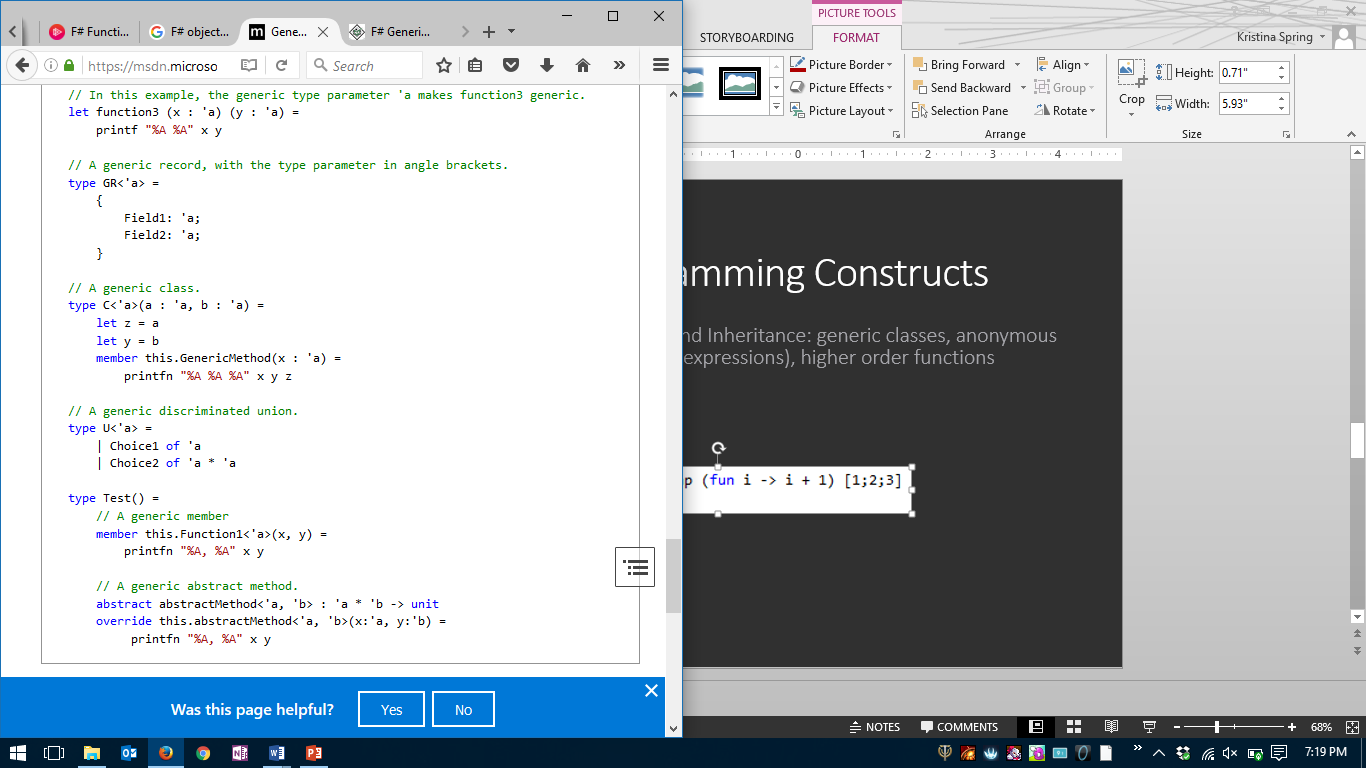 F# Functi...
F# object...
Gene...
F# Generi...
https://msdn.microso
Search
// In this example, the generic type parameter 'a makes function3 generic.
let function3 (x : 'a) (y : 'a) =
printf "%A %A" x y
// A generic record, with the type parameter in angle brackets.
type GR<'a> =
{
Field1: 'a;
Field2: 'a;
}
// A generic class.
type C<'a>(a : 'a, b : 'a) =
let z = a
let y = b
member this.GenericMethod(x : 'a) =
printfn "%A %A %A" x y z
// A generic discriminated union.
type U<'a> =
| Choice1 of 'a
| Choice2 of 'a * 'a
type Test() =
// A generic member
member this.Function1<'a>(x, y) =
printfn "%A, %A" x y
// A generic abstract method.
abstract abstractMethod<'a, 'b> : 'a * 'b -> unit
override this.abstractMethod<'a, 'b>(x:'a, y:'b) =
printfn "%A, %A" x y
Was this page helpful?
Yes
No
PICTURE TOOLS
STORYBOARDING
FORMAT
Kristina Spring
Picture Border
Picture Effects
Picture Layout
Bring Forward
Send Backward
Selection Pane
Align
Group
Rotate
Arrange
Crop
Height: 0.71"
Width: 5.93"
Size
1 0 1 2 3 4
amming Constructs
nd Inheritance: generic classes, anonymous
expressions), higher order functions
p (fun i -> i + 1) [1;2;3]
NOTES
COMMENTS
68%
7:19 PM